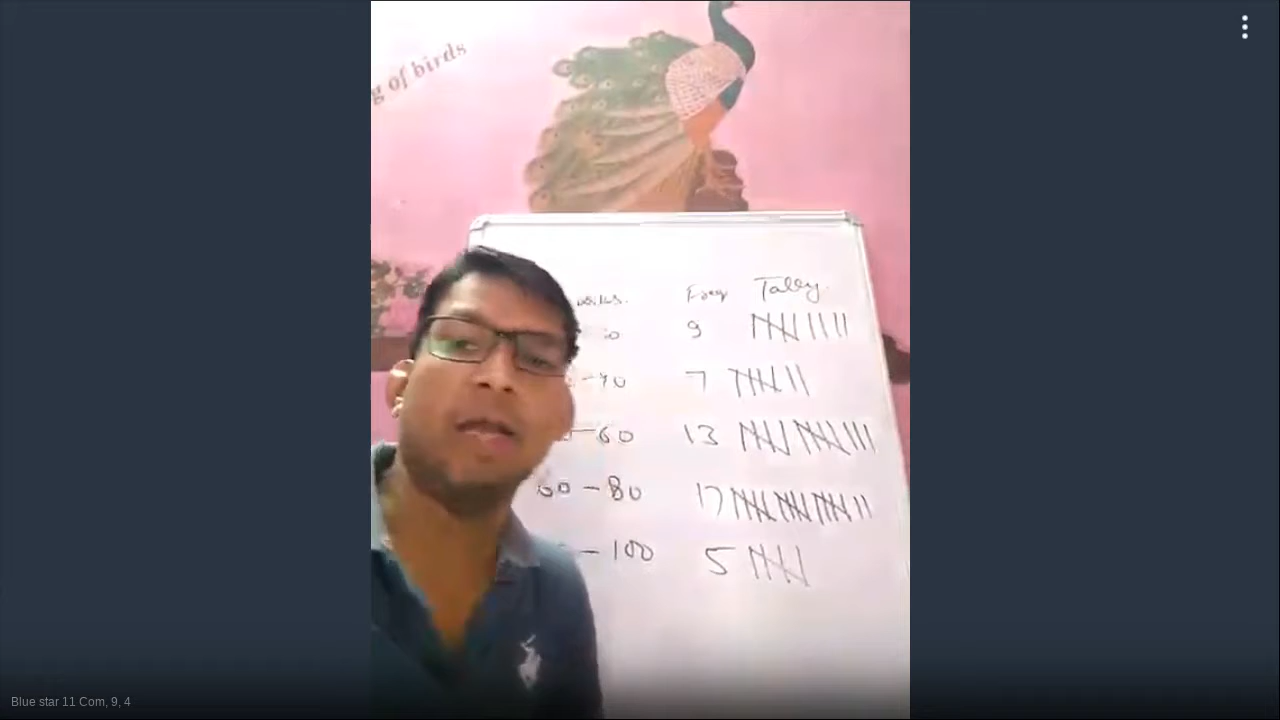 g of birds
Freq Tally
9
-40 7
-60 13
60-80 17
-100 5
Blue star 11 Com, 9, 4